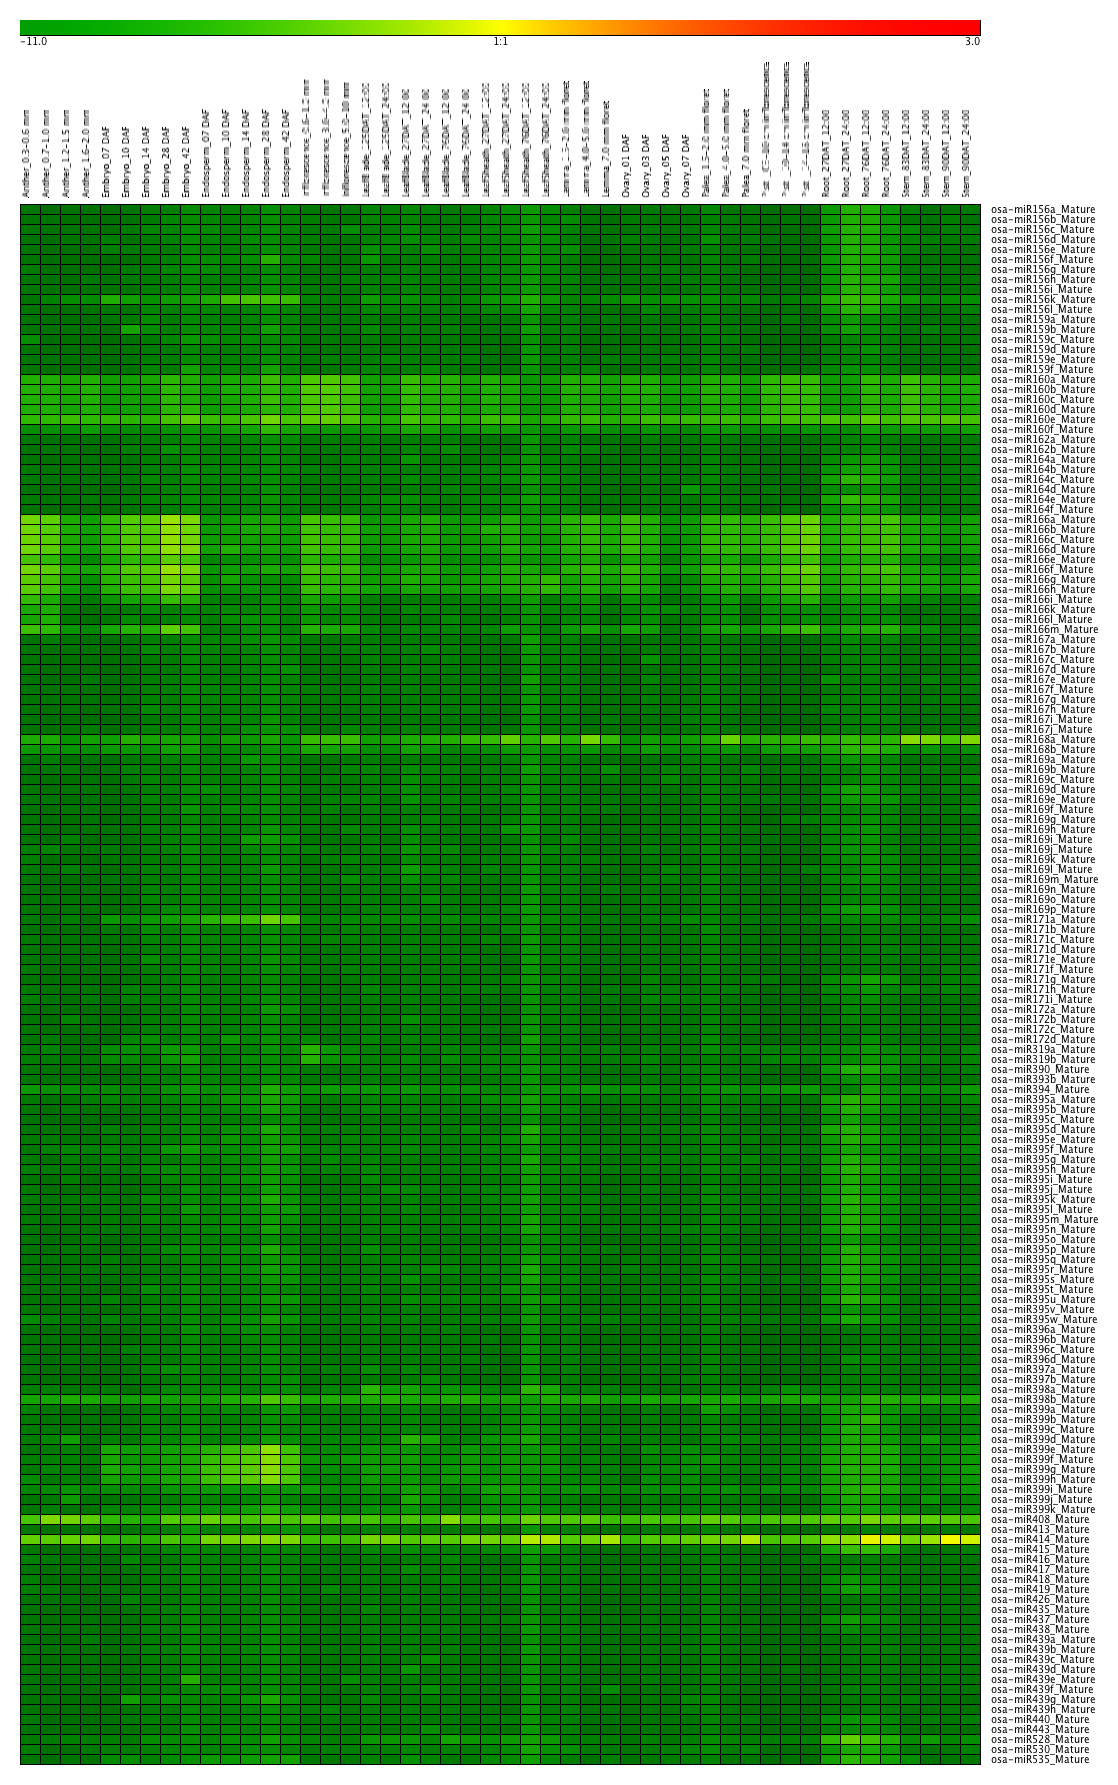 -11.0 1:1 3.0
Anther_0.3-0.6 mm
Anther_0.7-1.0 mm
Anther_1.2-1.5 mm
Anther_1.6-2.0 mm
Embryo_07 DAF
Embryo_10 DAF
Embryo_14 DAF
Embryo_28 DAF
Embryo_42 DAF
Endosperm_07 DAF
Endosperm_10 DAF
Endosperm_14 DAF
Endosperm_28 DAF
Endosperm_42 DAF
Lemma_7.0 mm floret
Ovary_01 DAF
Ovary_03 DAF
Ovary_05 DAF
Ovary_07 DAF
Palea_1.5-2.0 mm floret
Palea_4.0-5.0 mm floret
Palea_7.0 mm floret
Root_27DAT_12:00
Root_27DAT_24:00
Root_76DAT_12:00
Root_76DAT_24:00
Stem_83DAT_12:00
Stem_83DAT_24:00
Stem_90DAT_12:00
Stem_90DAT_24:00
osa-miR156a_Mature
osa-miR156b_Mature
osa-miR156c_Mature
osa-miR156d_Mature
osa-miR156e_Mature
osa-miR156f_Mature
osa-miR156g_Mature
osa-miR156h_Mature
osa-miR156i_Mature
osa-miR156k_Mature
osa-miR156l_Mature
osa-miR159a_Mature
osa-miR159b_Mature
osa-miR159c_Mature
osa-miR159d_Mature
osa-miR159e_Mature
osa-miR159f_Mature
osa-miR160a_Mature
osa-miR160b_Mature
osa-miR160c_Mature
osa-miR160d_Mature
osa-miR160e_Mature
osa-miR160f_Mature
osa-miR162a_Mature
osa-miR162b_Mature
osa-miR164a_Mature
osa-miR164b_Mature
osa-miR164c_Mature
osa-miR164d_Mature
osa-miR164e_Mature
osa-miR164f_Mature
osa-miR166a_Mature
osa-miR166b_Mature
osa-miR166c_Mature
osa-miR166d_Mature
osa-miR166e_Mature
osa-miR166f_Mature
osa-miR166g_Mature
osa-miR166h_Mature
osa-miR166i_Mature
osa-miR166k_Mature
osa-miR166l_Mature
osa-miR166m_Mature
osa-miR167a_Mature
osa-miR167b_Mature
osa-miR167c_Mature
osa-miR167d_Mature
osa-miR167e_Mature
osa-miR167f_Mature
osa-miR167g_Mature
osa-miR167h_Mature
osa-miR167i_Mature
osa-miR167j_Mature
osa-miR168a_Mature
osa-miR168b_Mature
osa-miR169a_Mature
osa-miR169b_Mature
osa-miR169c_Mature
osa-miR169d_Mature
osa-miR169e_Mature
osa-miR169f_Mature
osa-miR169g_Mature
osa-miR169h_Mature
osa-miR169i_Mature
osa-miR169j_Mature
osa-miR169k_Mature
osa-miR169l_Mature
osa-miR169m_Mature
osa-miR169n_Mature
osa-miR169o_Mature
osa-miR169p_Mature
osa-miR171a_Mature
osa-miR171b_Mature
osa-miR171c_Mature
osa-miR171d_Mature
osa-miR171e_Mature
osa-miR171f_Mature
osa-miR171g_Mature
osa-miR171h_Mature
osa-miR171i_Mature
osa-miR172a_Mature
osa-miR172b_Mature
osa-miR172c_Mature
osa-miR172d_Mature
osa-miR319a_Mature
osa-miR319b_Mature
osa-miR390_Mature
osa-miR393b_Mature
osa-miR394_Mature
osa-miR395a_Mature
osa-miR395b_Mature
osa-miR395c_Mature
osa-miR395d_Mature
osa-miR395e_Mature
osa-miR395f_Mature
osa-miR395g_Mature
osa-miR395h_Mature
osa-miR395i_Mature
osa-miR395j_Mature
osa-miR395k_Mature
osa-miR395l_Mature
osa-miR395m_Mature
osa-miR395n_Mature
osa-miR395o_Mature
osa-miR395p_Mature
osa-miR395q_Mature
osa-miR395r_Mature
osa-miR395s_Mature
osa-miR395t_Mature
osa-miR395u_Mature
osa-miR395v_Mature
osa-miR395w_Mature
osa-miR396a_Mature
osa-miR396b_Mature
osa-miR396c_Mature
osa-miR396d_Mature
osa-miR397a_Mature
osa-miR397b_Mature
osa-miR398a_Mature
osa-miR398b_Mature
osa-miR399a_Mature
osa-miR399b_Mature
osa-miR399c_Mature
osa-miR399d_Mature
osa-miR399e_Mature
osa-miR399f_Mature
osa-miR399g_Mature
osa-miR399h_Mature
osa-miR399i_Mature
osa-miR399j_Mature
osa-miR399k_Mature
osa-miR408_Mature
osa-miR413_Mature
osa-miR414_Mature
osa-miR415_Mature
osa-miR416_Mature
osa-miR417_Mature
osa-miR418_Mature
osa-miR419_Mature
osa-miR426_Mature
osa-miR435_Mature
osa-miR437_Mature
osa-miR438_Mature
osa-miR439a_Mature
osa-miR439b_Mature
osa-miR439c_Mature
osa-miR439d_Mature
osa-miR439e_Mature
osa-miR439f_Mature
osa-miR439g_Mature
osa-miR439h_Mature
osa-miR440_Mature
osa-miR443_Mature
osa-miR528_Mature
osa-miR530_Mature
osa-miR535_Mature